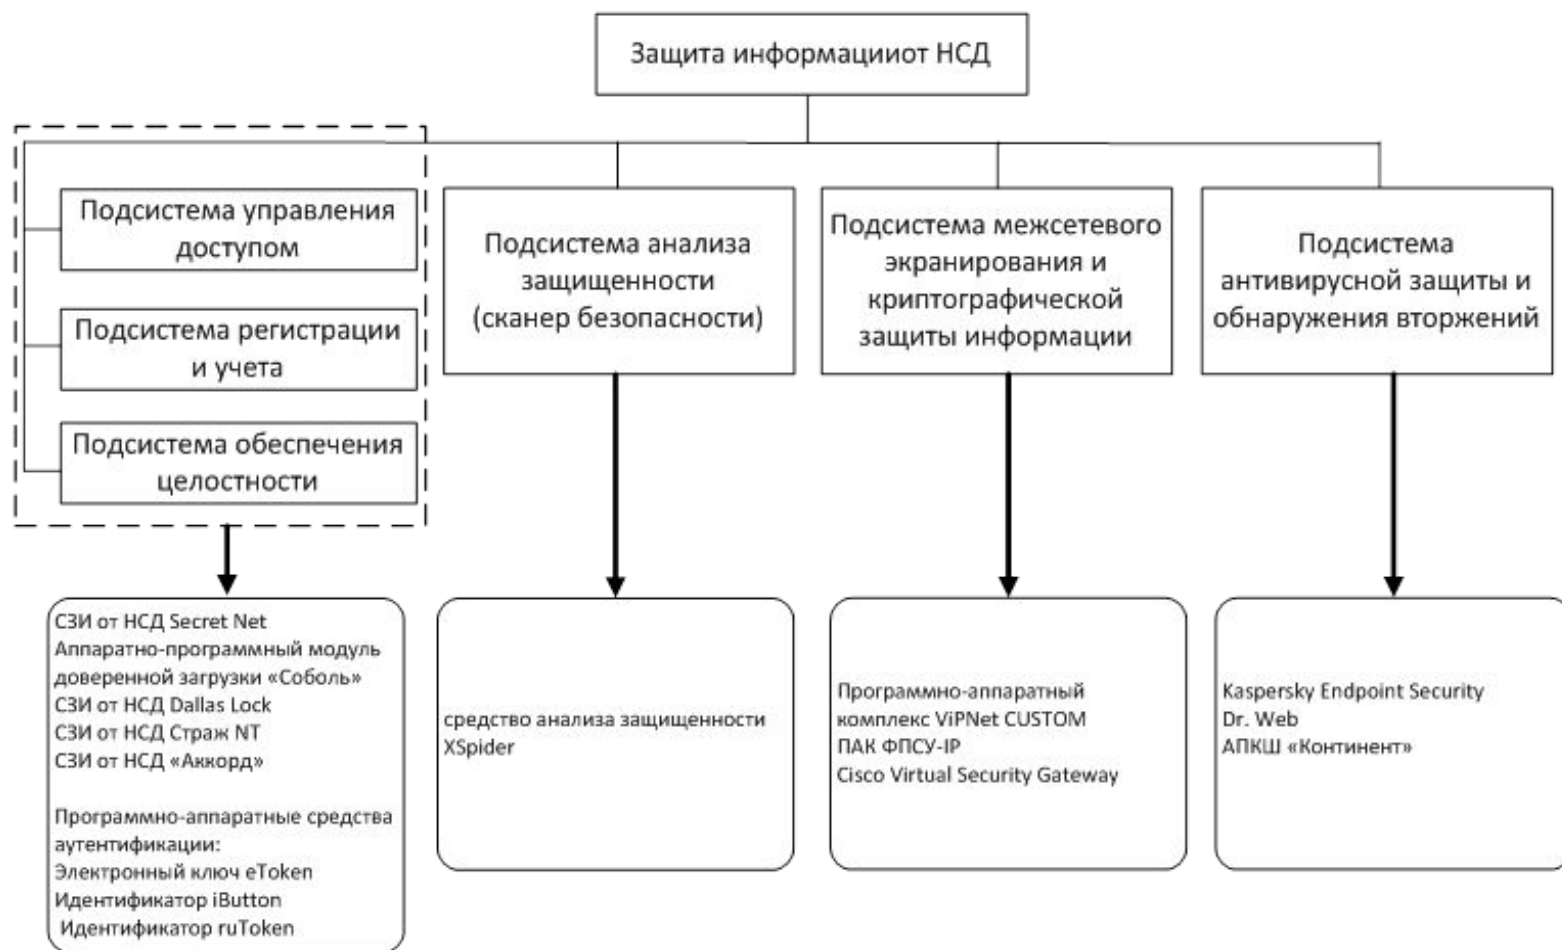 Защита информациииот НСД
Подсистема управления
доступом
Подсистема регистрации
и учета
Подсистема обеспечения
целостности
Подсистема анализа
защищенности
(сканер безопасности)
Подсистема межсетевого
экранирования и
криптографической
защиты информации
Подсистема
антивирусной защиты и
обнаружения вторжений
СЗИ от НСД Secret Net
Аппаратно-программный модуль
доверенной загрузки «Соболь»
СЗИ от НСД Dallas Lock
СЗИ от НСД Страж NT
СЗИ от НСД «Аккорд»
Программно-аппаратные средства
аутентификации:
Электронный ключ eToken
Идентификатор iButton
Идентификатор ruToken
средство анализа защищенности
XSpider
Программно-аппаратный
комплекс ViPNet CUSTOM
ПАК ФПСУ-IP
Cisco Virtual Security Gateway
Kaspersky Endpoint Security
Dr. Web
АПКШ «Континент»